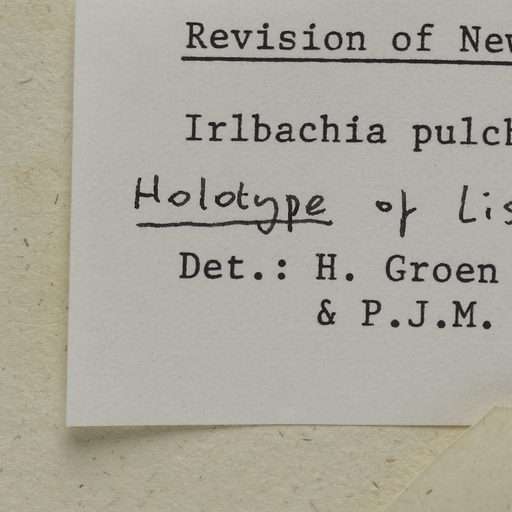 Revision of New
Irlbachia pulch
Holotype of Lis
Det.: H. Groen
& P.J.M.